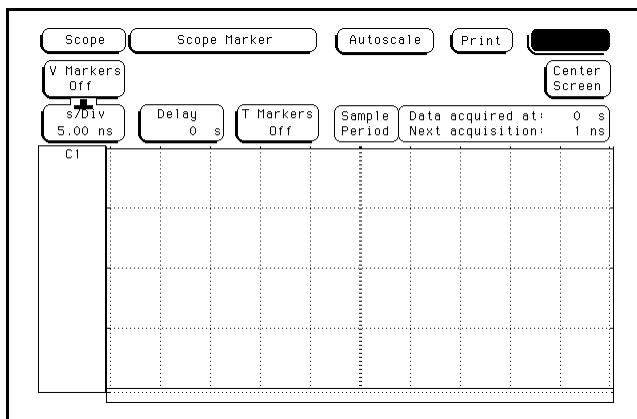 Scope Scope Marker Autoscale Print
V Markers
Off
Center
Screen
s/Div
5.00 ns
Delay
0 s
T Markers
Off
Sample
Period
Data acquired at: 0 s
Next acquisition: 1 ns
C1